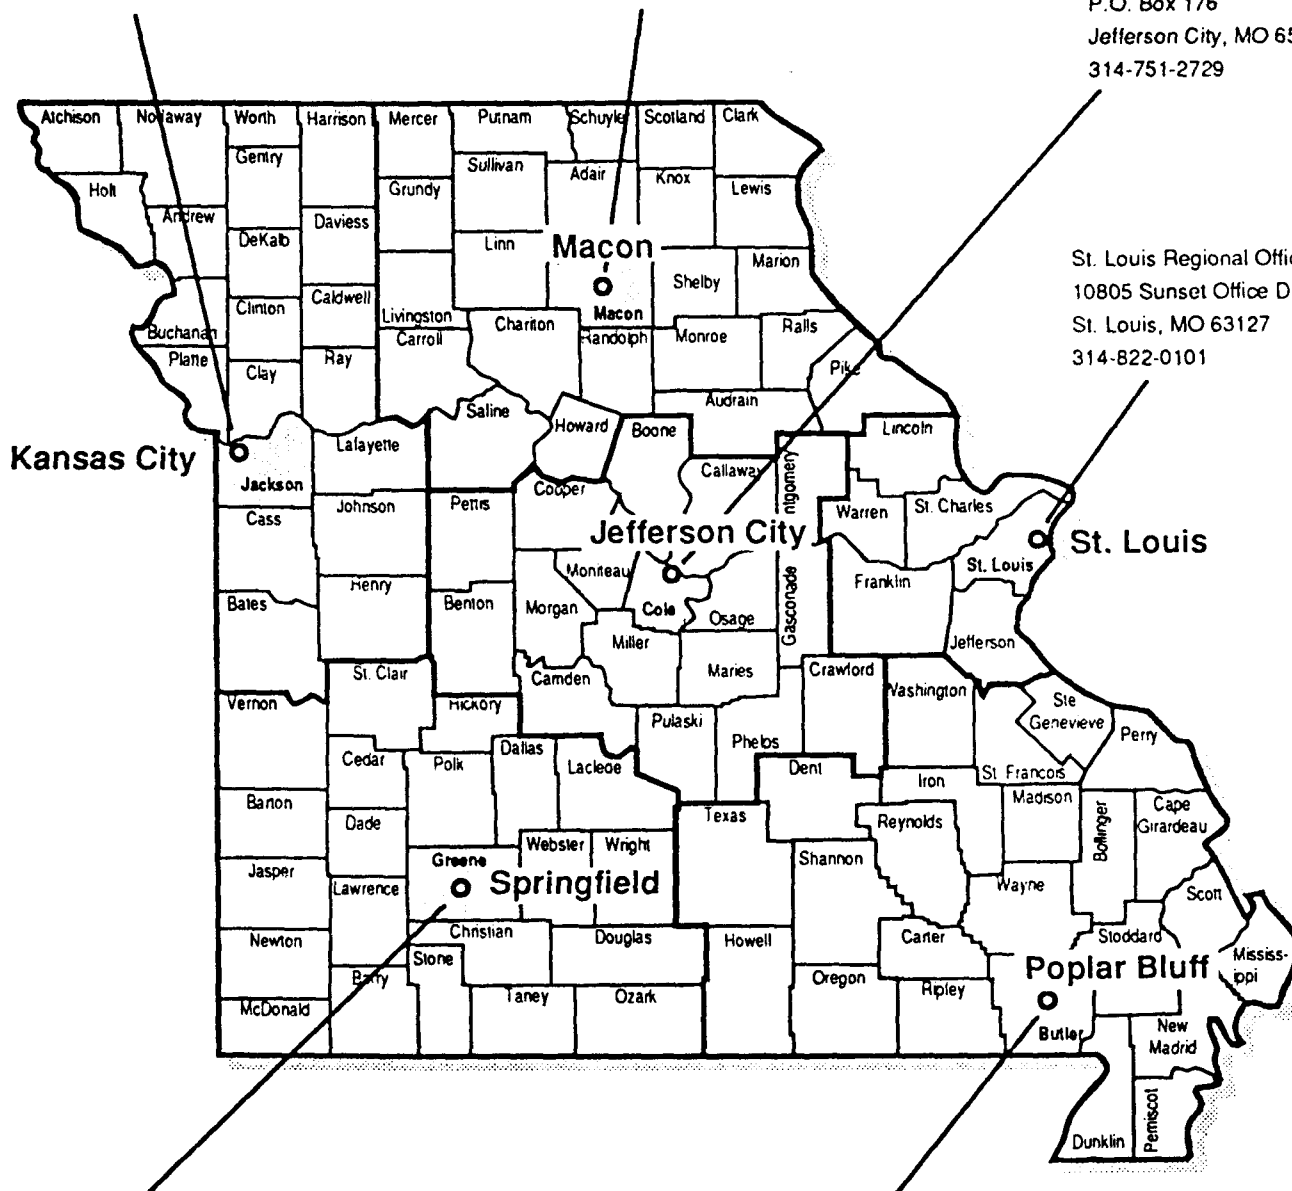 P.O. Box 176
Jefferson City, MO
314-751-2729
St. Louis Regional
10805 Sunset Office
St. Louis, MO 63127
314-822-0101
Atchison
Nodaway
Worth
Harrison
Mercer
Putnam
Scotland
Clark
Gentry
Sullivan
Adair
Knox
Lewis
Holt
Grundy
Andrew
Daviess
DeKalb
Linn
Macon
Marion
Shelby
Clinton
Caldwell
Livingston
Macon
Chariton
Randolph
Monroe
Ralls
Buchanan
Carroll
Platte
Clay
Ray
Pike
Audrain
Saline
Howard
Boone
Lincoln
Lafayette
Kansas City
Jackson
Callaway
Cooper
Johnson
Pettis
Warren
St. Charles
Cass
Jefferson City
St. Louis
St. Louis
Moniteau
Franklin
Henry
Bates
Benton
Morgan
Cole
Osage
Gasconade
Miller
Jefferson
Maries
Crawford
St. Clair
Camden
Washington
Vernon
Hickory
Pulaski
Phelps
Ste
Genevieve
Perry
Cedar
Polk
Dallas
Laclede
Dent
Iron
St. Francois
Barton
Madison
Cape
Girardeau
Dade
Texas
Reynolds
Bollinger
Greene
Webster
Wright
Shannon
Jasper
Lawrence
Springfield
Wayne
Scott
Newton
Christian
Douglas
Howell
Carter
Stoddard
Stone
Poplar Bluff
Mississ-
ippi
Barry
Oregon
Ripley
McDonald
Taney
Ozark
Butler
New
Madrid
Dunklin
Pemiscot